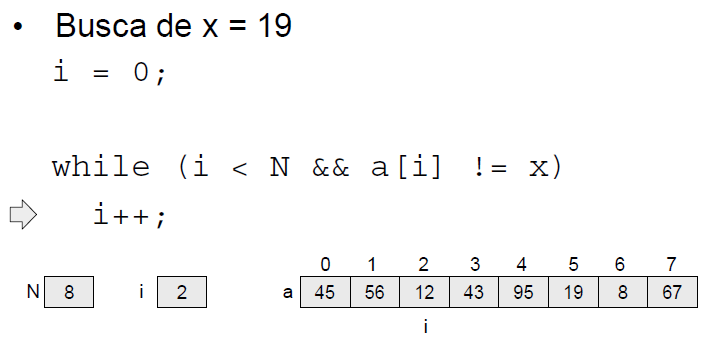 • Busca de x = 19
i = 0;
while (i < N && a[i] != x)
i++;
0 1 2 3 4 5 6 7
N 8 i 2 a 45 56 12 43 95 19 8 67
i